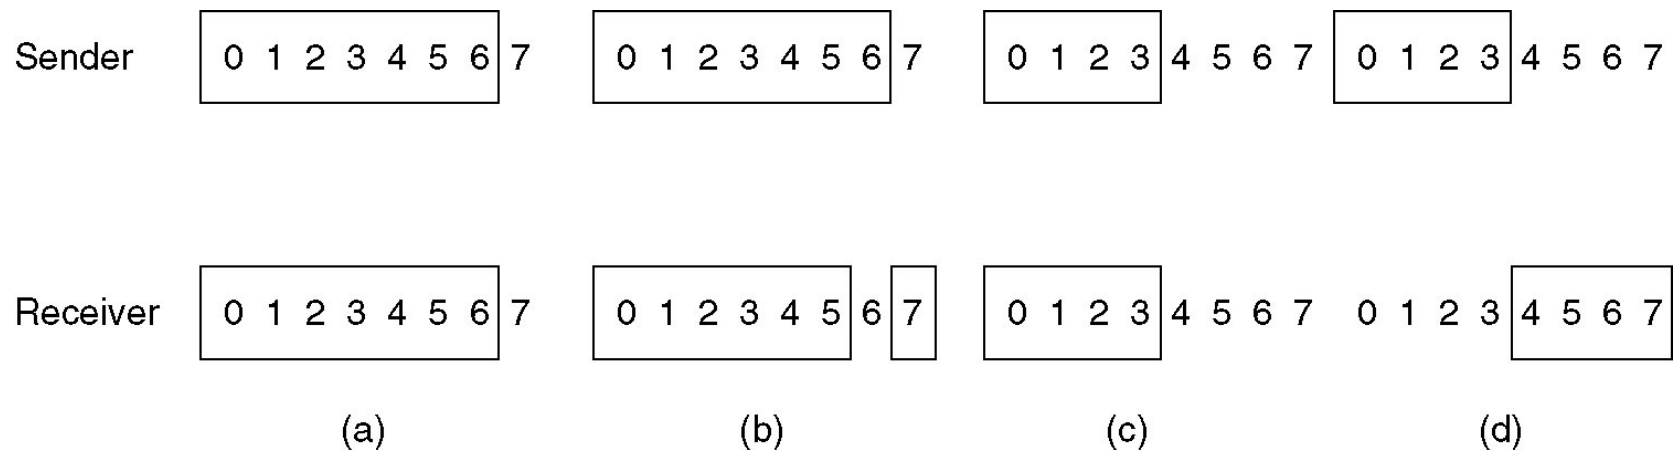 Sender 0 1 2 3 4 5 6 7 0 1 2 3 4 5 6 7 0 1 2 3 4 5 6 7 0 1 2 3 4 5 6 7
Receiver 0 1 2 3 4 5 6 7 0 1 2 3 4 5 6 7 0 1 2 3 4 5 6 7 0 1 2 3 4 5 6 7
(a) (b) (c) (d)